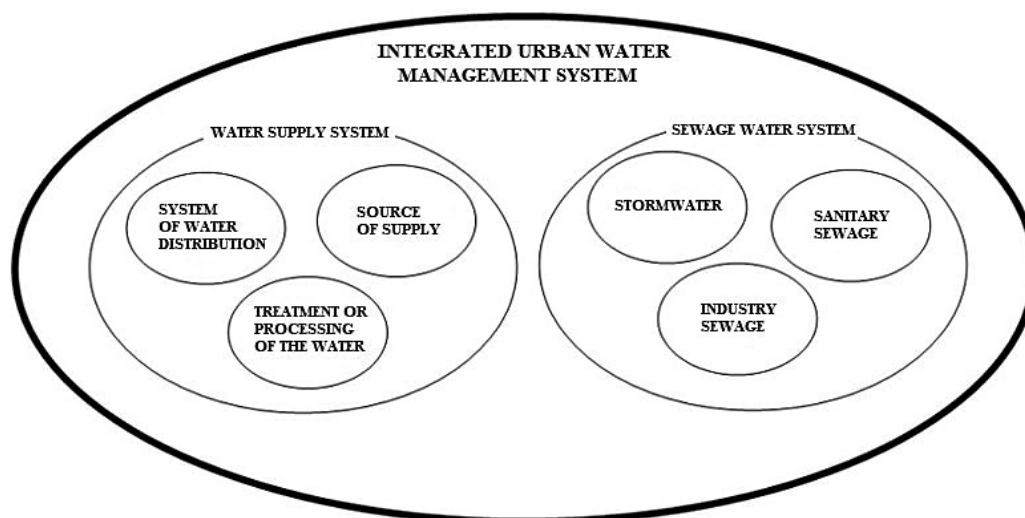 INTEGRATED URBAN WATER
MANAGEMENT SYSTEM
WATER SUPPLY SYSTEM
SYSTEM
OF WATER
DISTRIBUTION
SOURCE
OF SUPPLY
TREATMENT OR
PROCESSING
OF THE WATER
SEWAGE WATER SYSTEM
STORMWATER
SANITARY
SEWAGE
INDUSTRY
SEWAGE